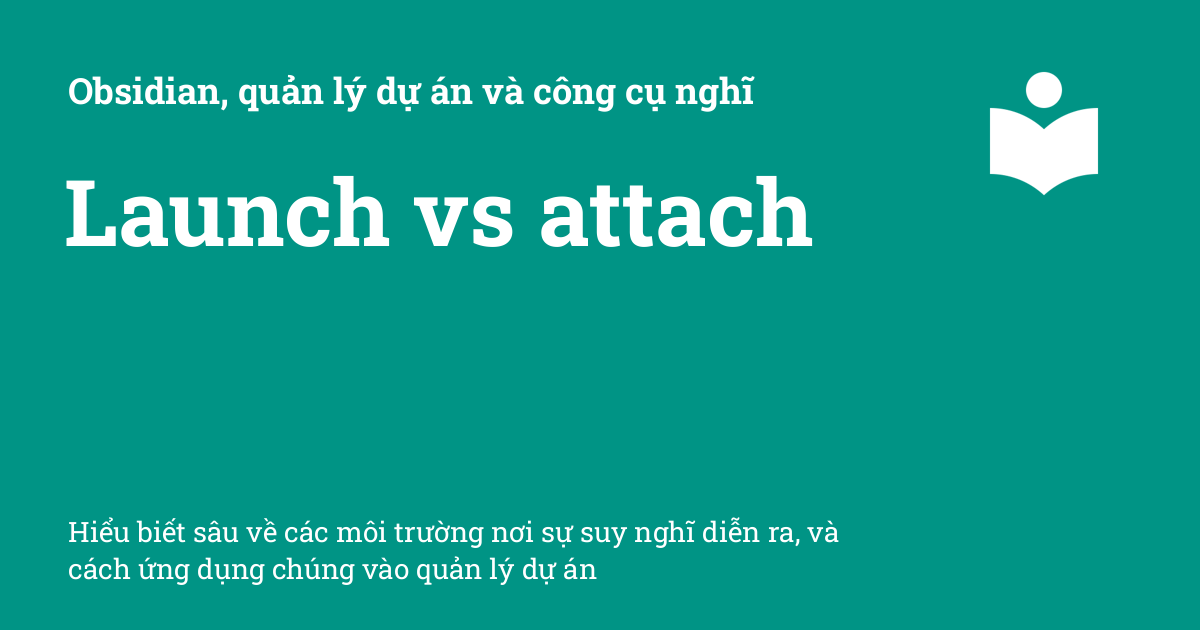 Obsidian, quản lý dự án và công cụ nghĩ
Launch vs attach
Hiểu biết sâu về các môi trường nơi sự suy nghĩ diễn ra, và
cách ứng dụng chúng vào quản lý dự án